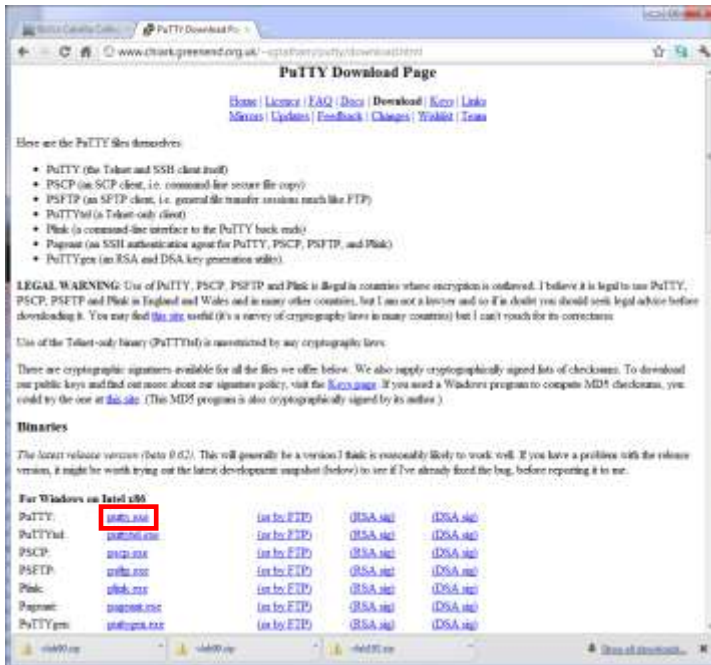 PuTTY Download Pa
www.chiark.greenend.org.uk/~sgtatham/putty/download.html
PuTTY Download Page
Home | Licence | FAQ | Docs | Download | Keys | Links
Mirrors | Updates | Feedback | Changes | Wishlist | Team
Here are the PuTTY files themselves:
PuTTY (the Telnet and SSH client itself)
PSCP (an SCP client, i.e. command-line secure file copy)
PSFTP (an SFTP client, i.e. general file transfer sessions much like FTP)
PuTTYtel (a Telnet-only client)
Plink (a command-line interface to the PuTTY back ends)
Pageant (an SSH authentication agent for PuTTY, PSCP, PSFTP, and Plink)
PuTTYgen (an RSA and DSA key generation utility).
LEGAL WARNING: Use of PuTTY, PSCP, PSFTP and Plink is illegal in countries where encryption is outlawed. I believe it is legal to use PuTTY,
PSCP, PSFTP and Plink in England and Wales and in many other countries, but I am not a lawyer and so if in doubt you should seek legal advice before
downloading it. You may find this site useful (it's a survey of cryptography laws in many countries) but I can't vouch for its correctness.
Use of the Telnet-only binary (PuTTYtel) is unrestricted by any cryptography laws.
There are cryptographic signatures available for all the files we offer below. We also supply cryptographically signed lists of checksums. To download
our public keys and find out more about our signature policy, visit the Keys page. If you need a Windows program to compute MD5 checksums, you
could try the one at this site. (This MD5 program is also cryptographically signed by its author.)
Binaries
The latest release version (beta 0.62). This will generally be a version I think is reasonably likely to work well. If you have a problem with the release
version, it might be worth trying out the latest development snapshot (below) to see if I've already fixed the bug, before reporting it to me.
For Windows on Intel x86
PuTTY: putty.exe (or by FTP) (RSA sig) (DSA sig)
PuTTYtel: puttytel.exe (or by FTP) (RSA sig) (DSA sig)
PSCP: pscp.exe (or by FTP) (RSA sig) (DSA sig)
PSFTP: psftp.exe (or by FTP) (RSA sig) (DSA sig)
Plink: plink.exe (or by FTP) (RSA sig) (DSA sig)
Pageant: pageant.exe (or by FTP) (RSA sig) (DSA sig)
PuTTYgen: puttygen.exe (or by FTP) (RSA sig) (DSA sig)
Show all downloads...